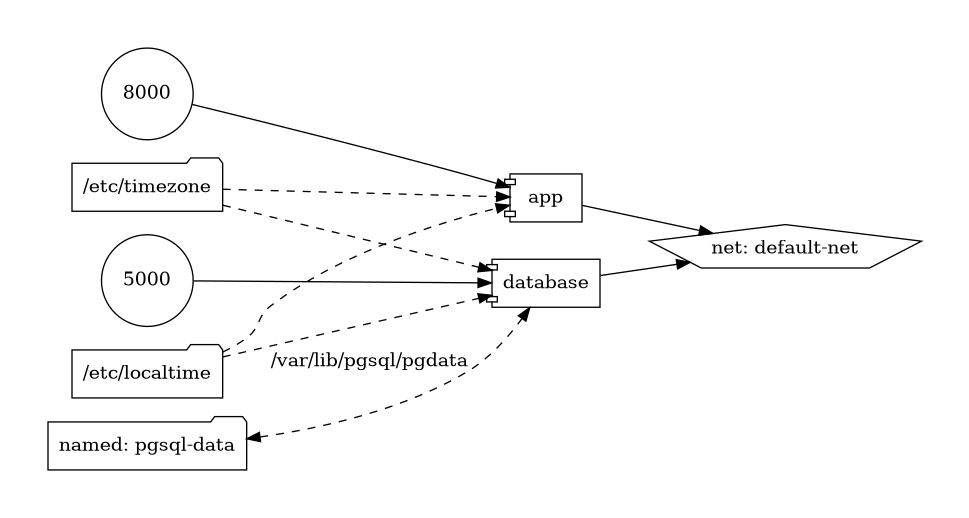 8000
/etc/timezone
app
5000
net: default-net
database
/etc/localtime
/var/lib/pgsql/pgdata
named: pgsql-data